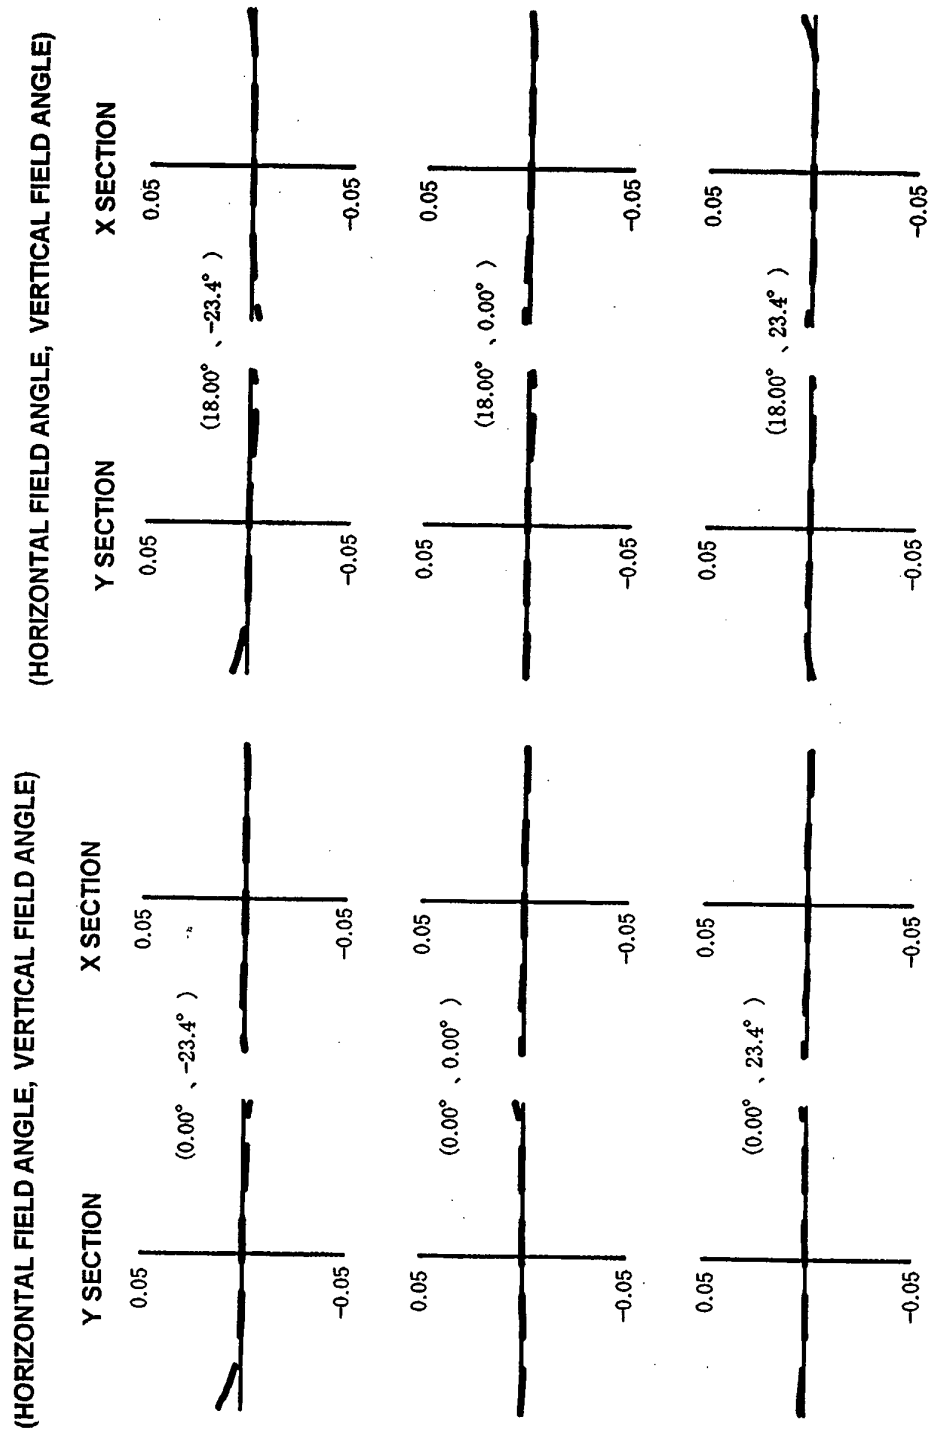 (HORIZONTAL FIELD ANGLE, VERTICAL FIELD ANGLE)
Y SECTION X SECTION
0.05 0.05
(0.00° 、-23.4° )
-0.05 -0.05
0.05 0.05
(0.00° 、0.00° )
-0.05 -0.05
0.05 0.05
(0.00° 、23.4° )
-0.05 -0.05
(HORIZONTAL FIELD ANGLE, VERTICAL FIELD ANGLE)
Y SECTION X SECTION
0.05 0.05
(18.00° 、-23.4° )
-0.05 -0.05
0.05 0.05
(18.00° 、0.00° )
-0.05 -0.05
0.05 0.05
(18.00° 、23.4° )
-0.05 -0.05